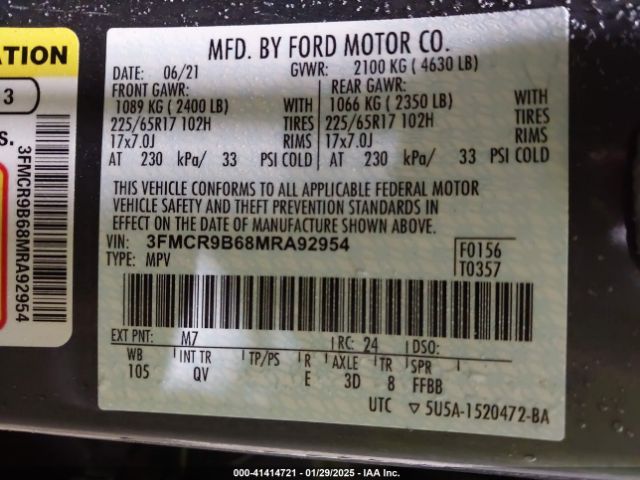 ATION
3
s.
3FMCR9B68MRA92954
MFD. BY FORD MOTOR CO.
DATE: 06/21 GVWR: 2100 KG ( 4630 LB)
FRONT GAWR: REAR GAWR:
1089 KG ( 2400 LB) WITH 1066 KG ( 2350 LB) WITH
225/65R17 102H TIRES 225/65R17 102H TIRES
17x7.0J RIMS 17x7.0J RIMS
AT 230 kPa/ 33 PSI COLD AT 230 kPa/ 33 PSI COLD
THIS VEHICLE CONFORMS TO ALL APPLICABLE FEDERAL MOTOR
VEHICLE SAFETY AND THEFT PREVENTION STANDARDS IN
EFFECT ON THE DATE OF MANUFACTURE SHOWN ABOVE.
VIN: 3FMCR9B68MRA92954
TYPE: MPV
F0156
T0357
EXT PNT: M7 RC: 24 DSO:
WB INT TR TP/PS R AXLE TR SPR
105 QV E 3D 8 FFBB
UTC ▽ 5U5A-1520472-BA
000-41414721 - 01/29/2025 - IAA Inc.